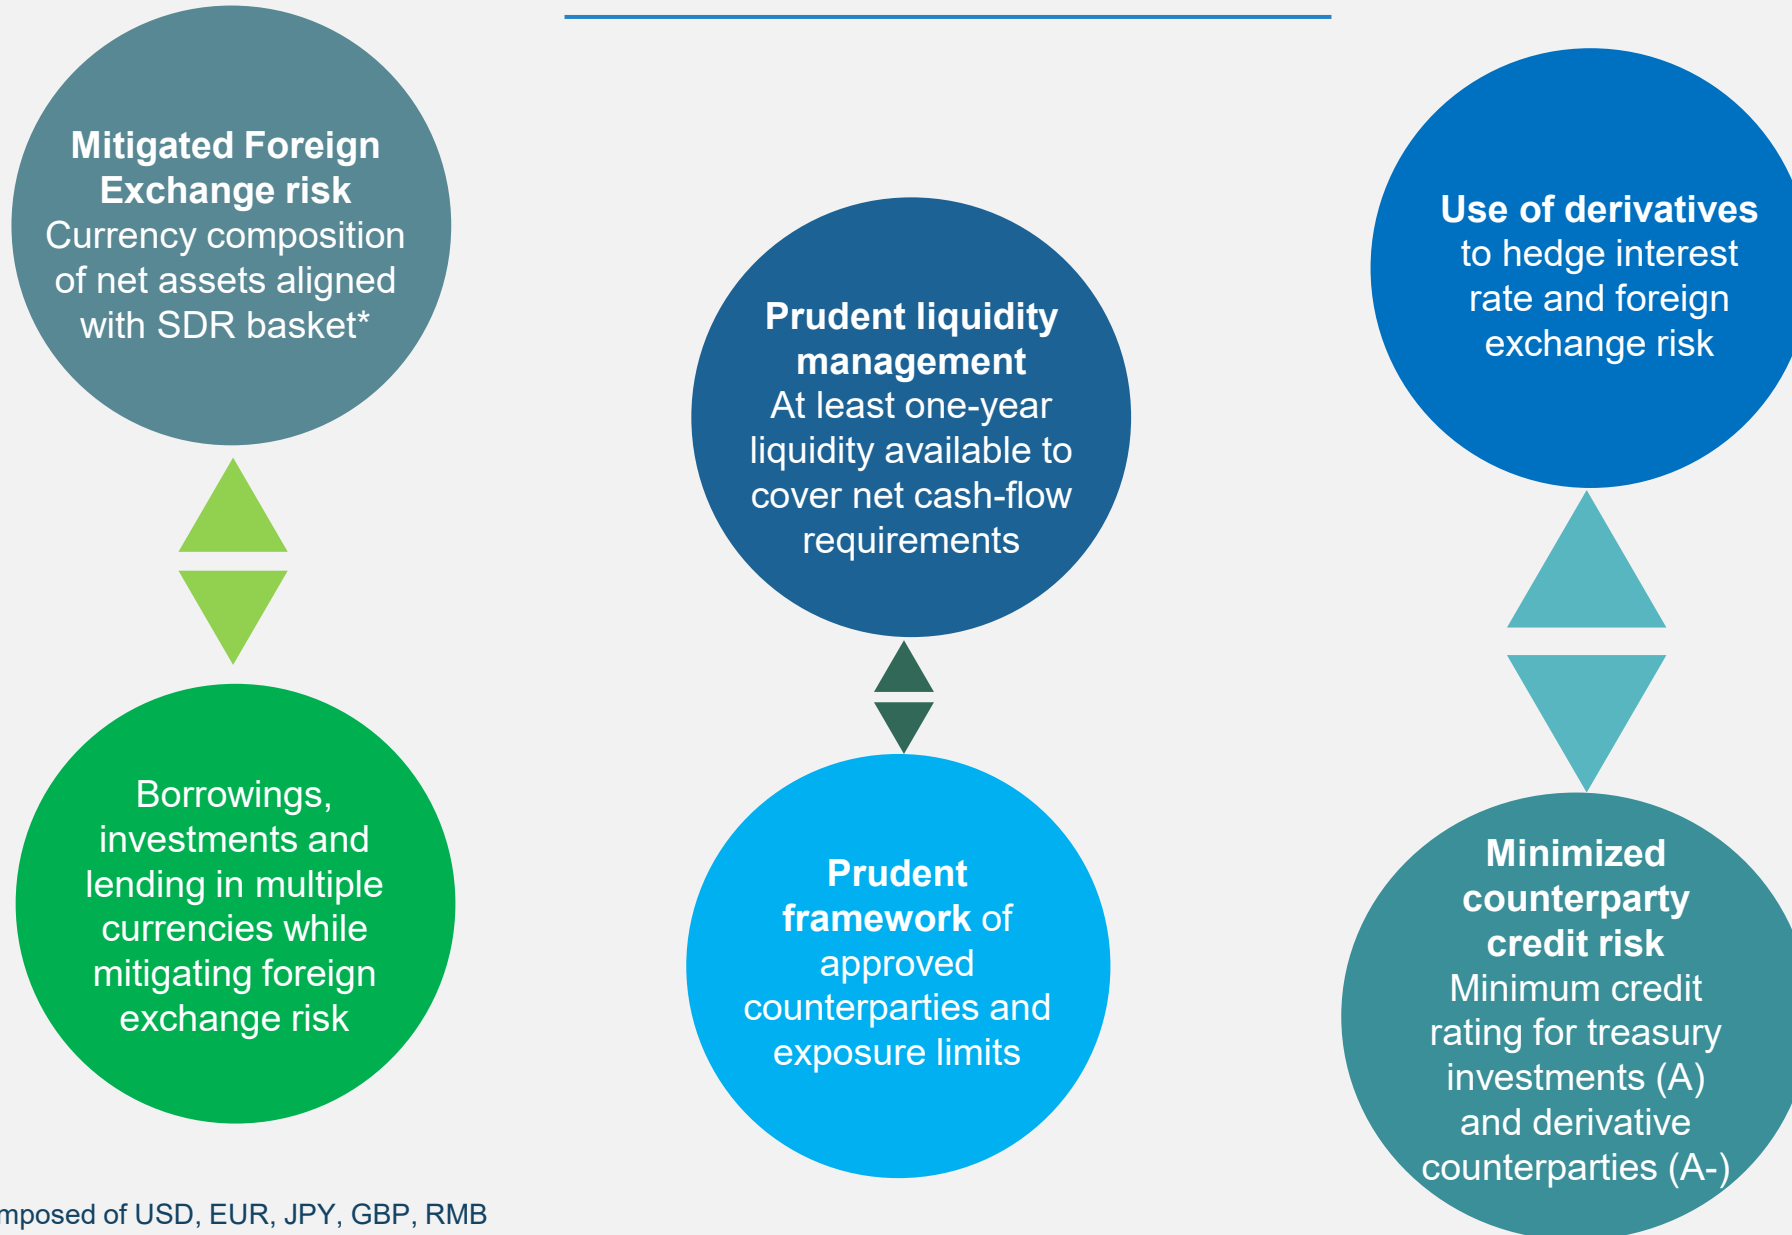 Mitigated Foreign
Exchange risk
Currency composition
of net assets aligned
with SDR basket*
Borrowings,
investments and
lending in multiple
currencies while
mitigating foreign
exchange risk
Prudent liquidity
management
At least one-year
liquidity available to
cover net cash-flow
requirements
Prudent
framework of
approved
counterparties and
exposure limits
Use of derivatives
to hedge interest
rate and foreign
exchange risk
Minimized
counterparty
credit risk
Minimum credit
rating for treasury
investments (A)
and derivative
counterparties (A-)
mposed of USD, EUR, JPY, GBP, RMB